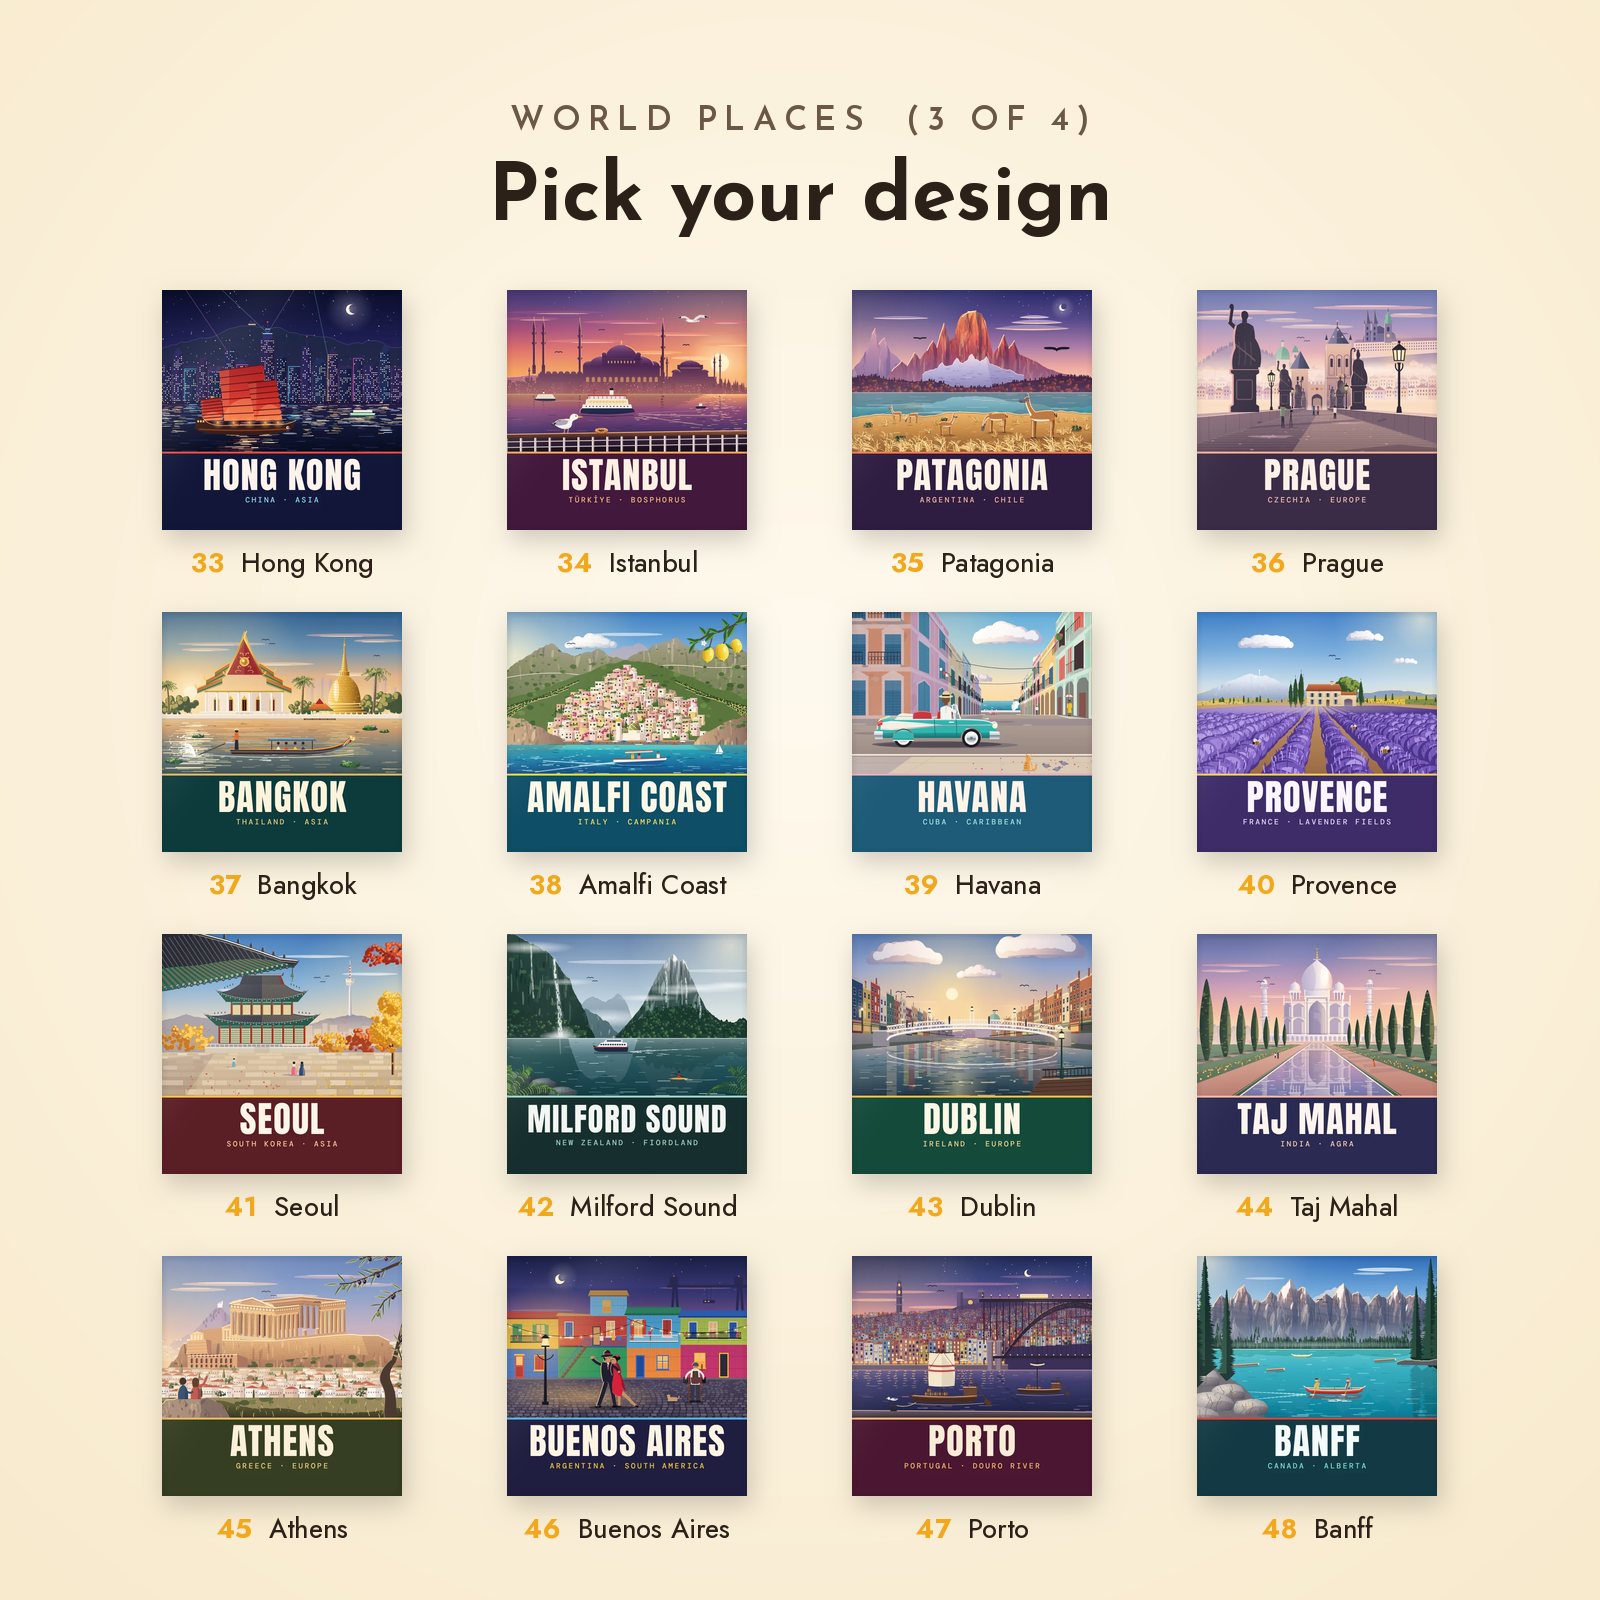 WORLD PLACES (3 OF 4)
Pick your design
HONG KONG
CHINA · ASIA
33 Hong Kong
ISTANBUL
TÜRKİYE · BOSPHORUS
34 Istanbul
PATAGONIA
ARGENTINA · CHILE
35 Patagonia
PRAGUE
CZECHIA · EUROPE
36 Prague
BANGKOK
THAILAND · ASIA
37 Bangkok
AMALFI COAST
ITALY · CAMPANIA
38 Amalfi Coast
HAVANA
CUBA · CARIBBEAN
39 Havana
PROVENCE
FRANCE · LAVENDER FIELDS
40 Provence
SEOUL
SOUTH KOREA · ASIA
41 Seoul
MILFORD SOUND
NEW ZEALAND · FIORDLAND
42 Milford Sound
DUBLIN
IRELAND · EUROPE
43 Dublin
TAJ MAHAL
INDIA · AGRA
44 Taj Mahal
ATHENS
GREECE · EUROPE
45 Athens
BUENOS AIRES
ARGENTINA · SOUTH AMERICA
46 Buenos Aires
PORTO
PORTUGAL · DOURO RIVER
47 Porto
BANFF
CANADA · ALBERTA
48 Banff